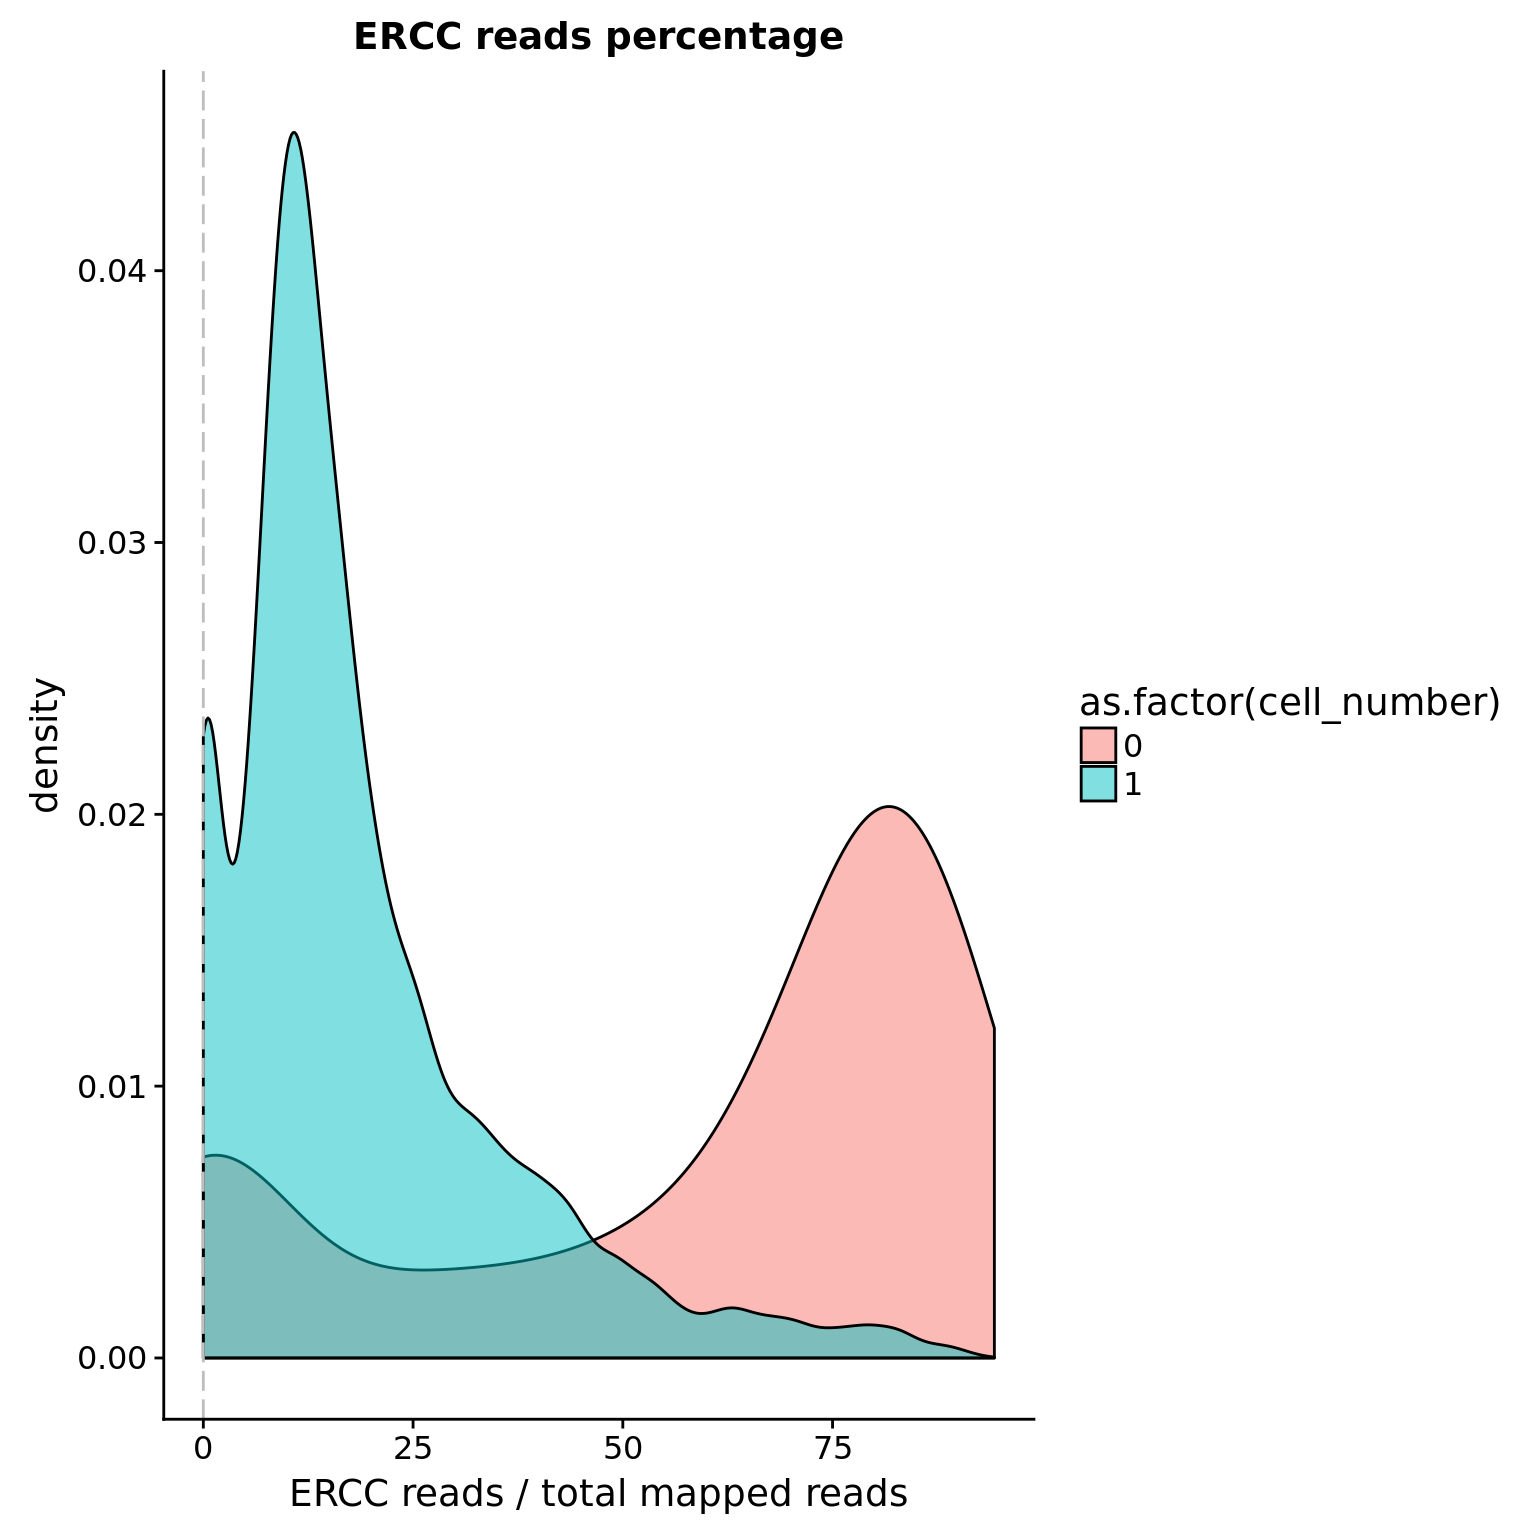 ERCC reads percentage
0.04
0.03
0.02
0.01
0.00
density
0 25 50 75
ERCC reads / total mapped reads
as.factor(cell_number)
0
1